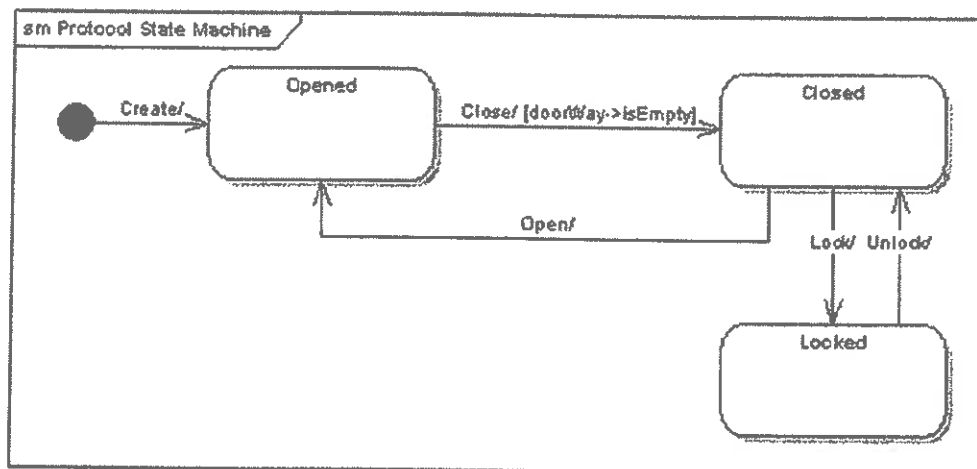 sm Protocol State Machine
Opened
Closed
Create/
Close/ [doorWay->isEmpty]
Open/
Lock/
Unlock/
Locked